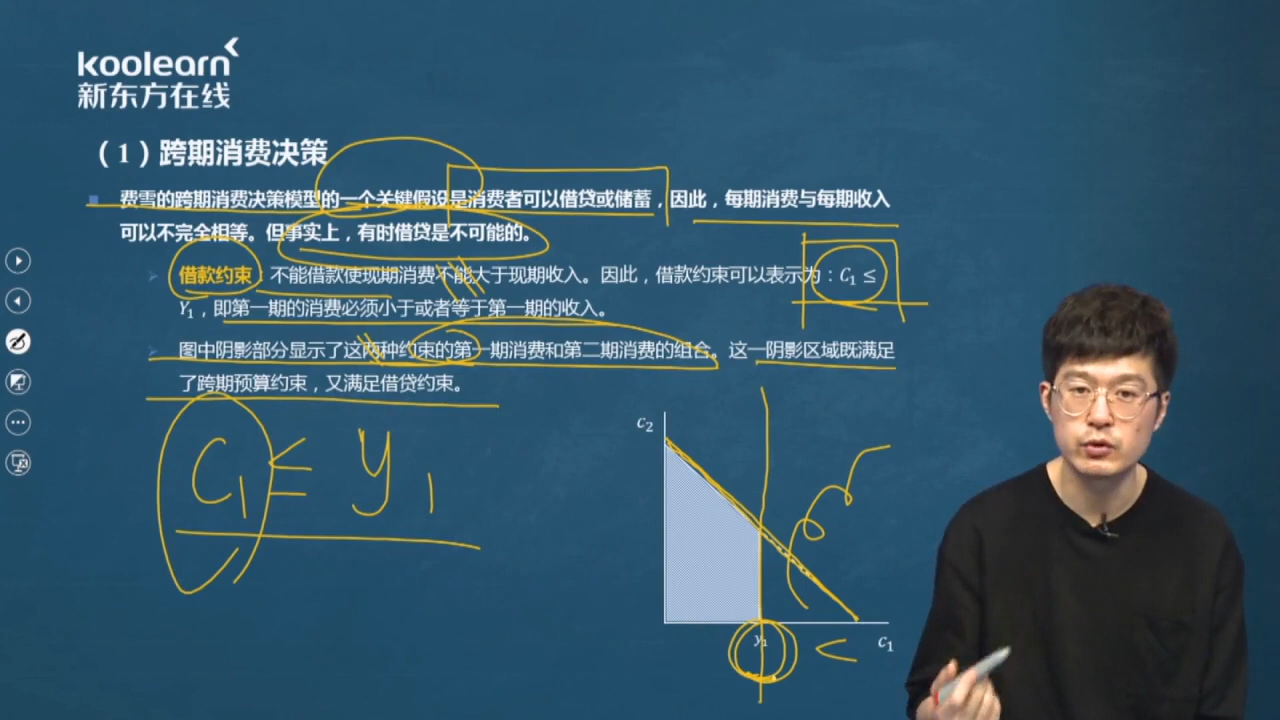 koolearn
新东方在线
（1）跨期消费决策
费雪的跨期消费决策模型的一个关键假设是消费者可以借贷或储蓄，因此，每期消费与每期收入
可以不完全相等。但事实上，有时借贷是不可能的。
借款约束：不能借款使现期消费不能大于现期收入。因此，借款约束可以表示为：C₁ ≤
Y₁，即第一期的消费必须小于或者等于第一期的收入。
图中阴影部分显示了这两种约束的第一期消费和第二期消费的组合。这一阴影区域既满足
了跨期预算约束，又满足借贷约束。
C₁ ≤ y₁
c₂
y₁
<
c₁